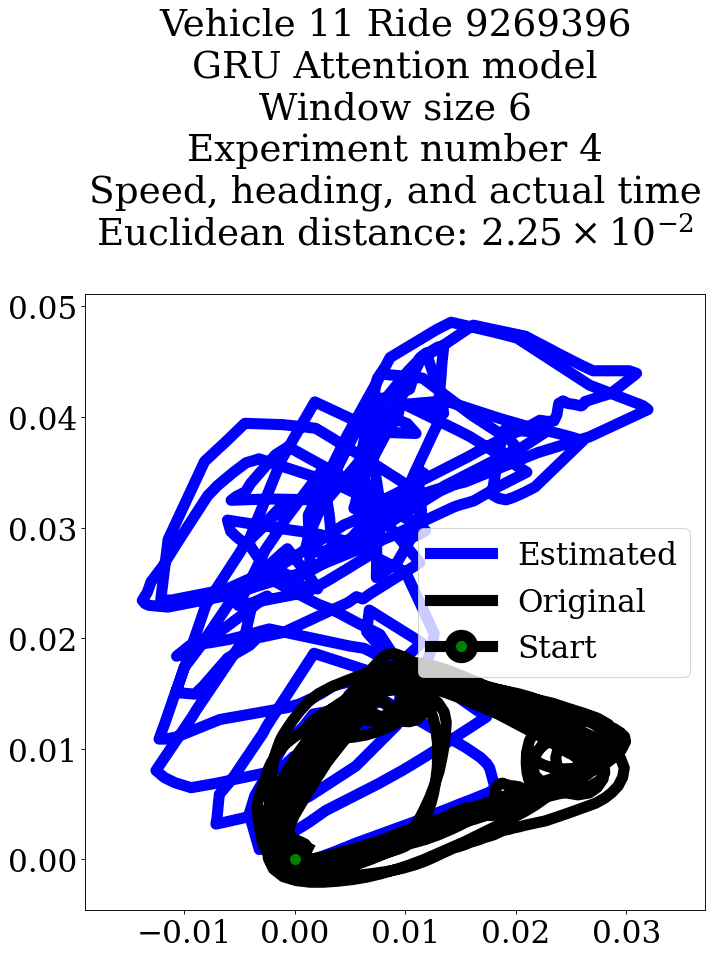 Vehicle 11 Ride 9269396
GRU Attention model
Window size 6
Experiment number 4
Speed, heading, and actual time
Euclidean distance: 2.25 × 10⁻²
0.05
0.04
0.03
0.02
0.01
0.00
Estimated
Original
Start
−0.01 0.00 0.01 0.02 0.03